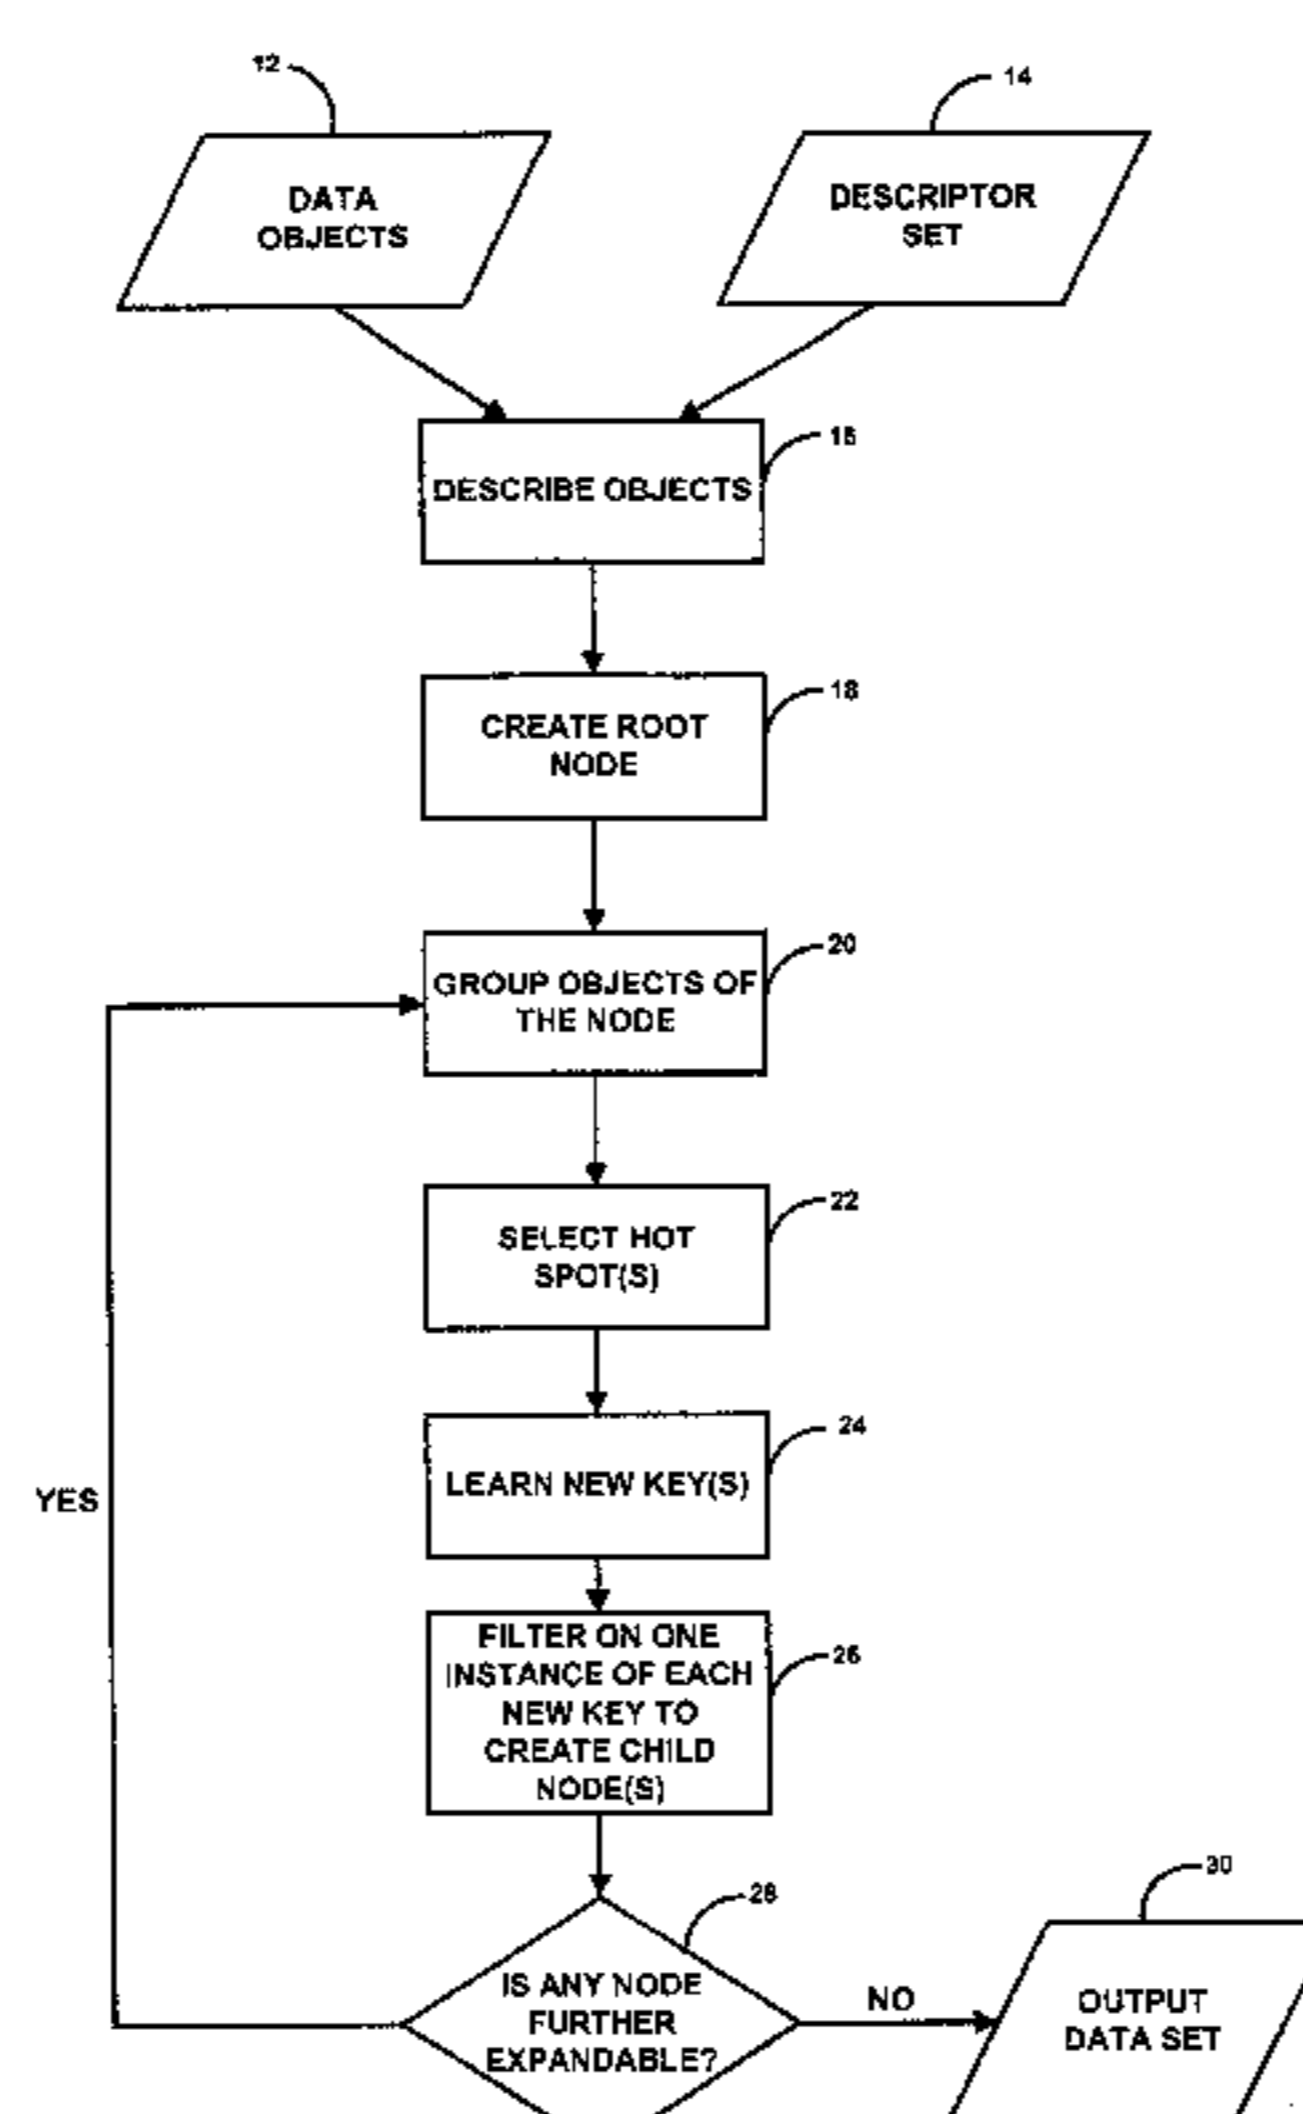 12
14
DATA
OBJECTS
DESCRIPTOR
SET
16
DESCRIBE OBJECTS
18
CREATE ROOT
NODE
20
GROUP OBJECTS OF
THE NODE
22
SELECT HOT
SPOT(S)
24
LEARN NEW KEY(S)
YES
26
FILTER ON ONE
INSTANCE OF EACH
NEW KEY TO
CREATE CHILD
NODE(S)
28
30
IS ANY NODE
FURTHER
EXPANDABLE?
NO
OUTPUT
DATA SET